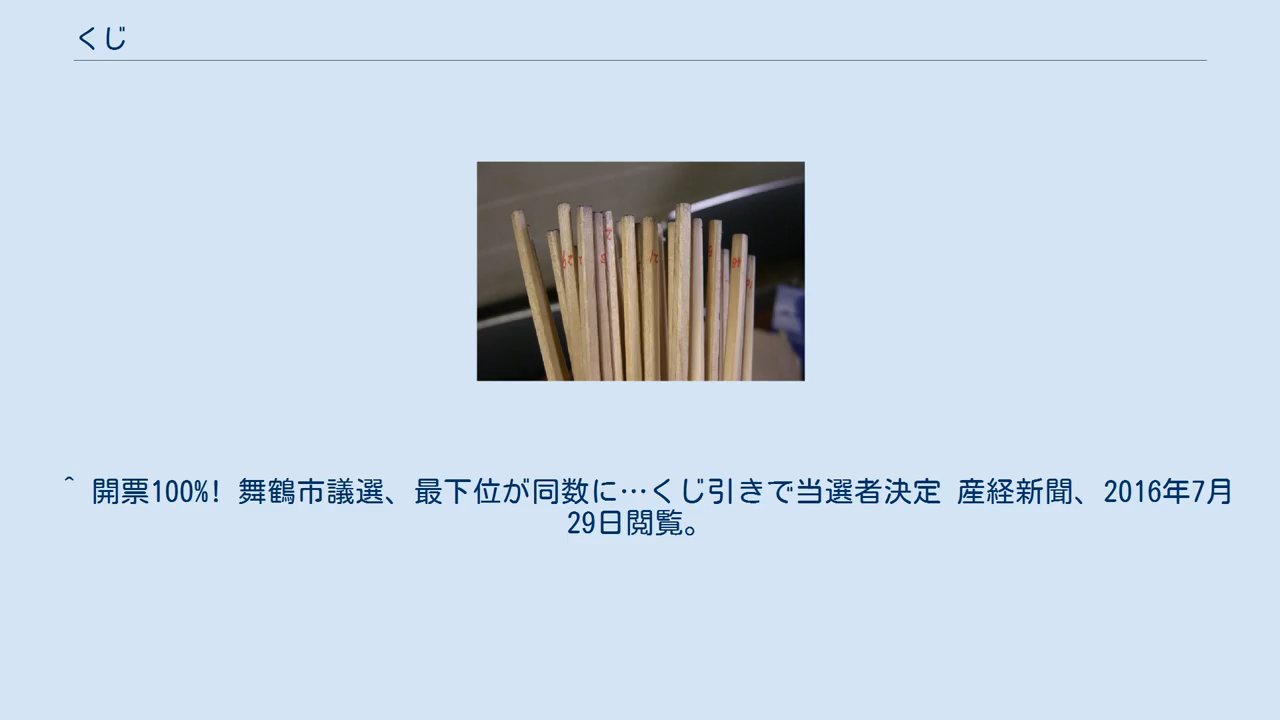 くじ
^ 開票100%! 舞鶴市議選、最下位が同数に…くじ引きで当選者決定 産経新聞、2016年7月
29日閲覧。